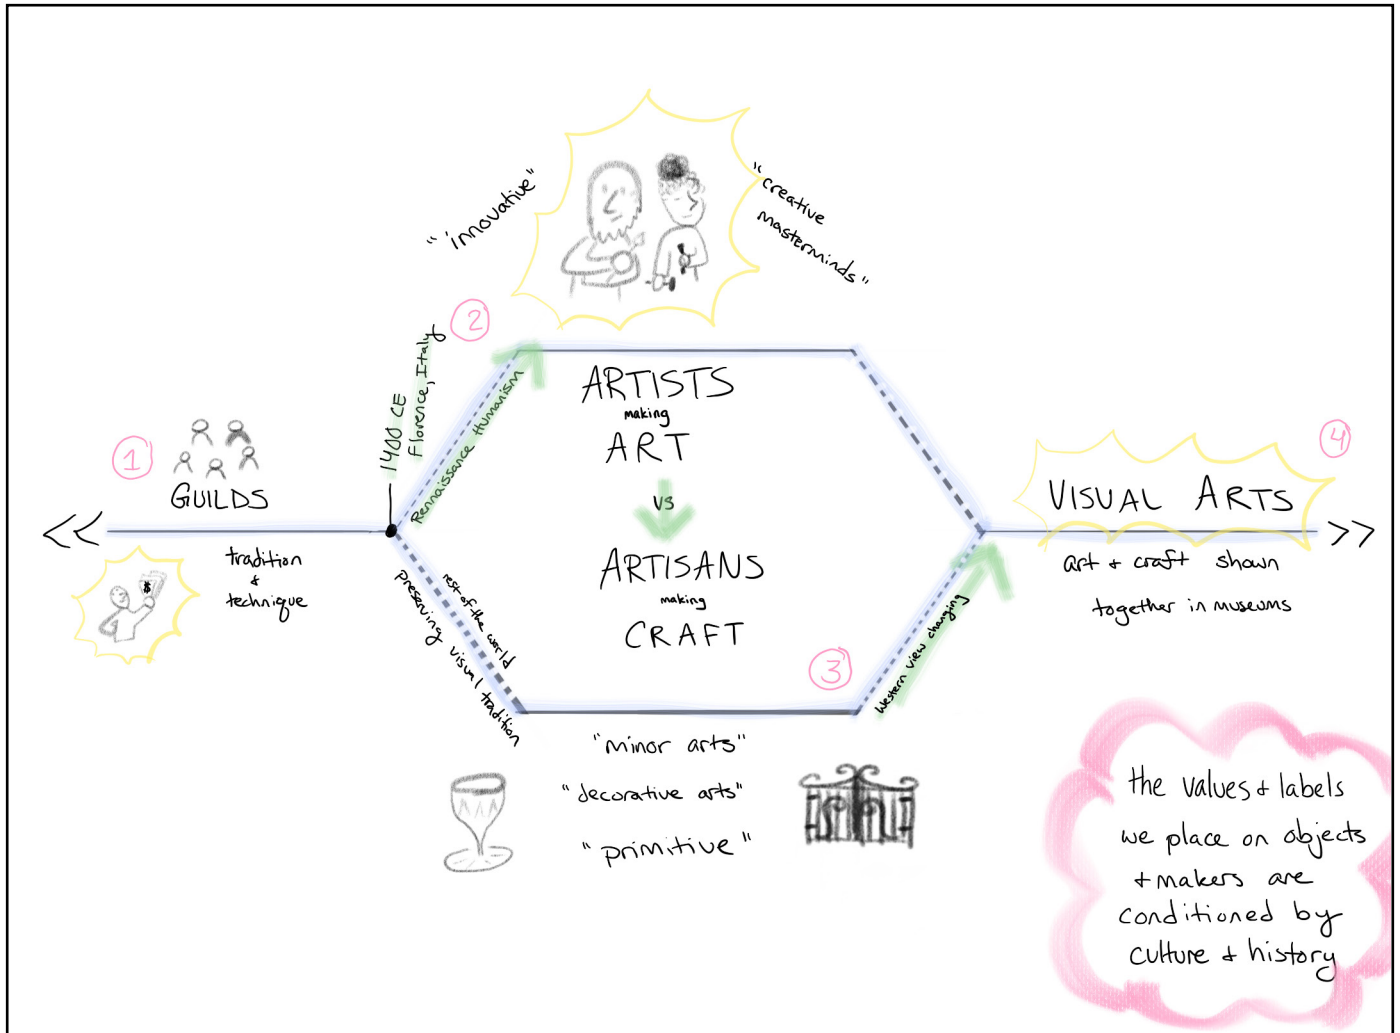 1
GUILDS
tradition
+
technique
$
1400 CE
Florence, Italy
2
Rennaissance Humanism
"innovative"
"creative
masterminds"
ARTISTS
making
ART
vs
ARTISANS
making
CRAFT
rest of the world
preserving visual tradition
"minor arts"
"decorative arts"
"primitive"
3
Western view changing
4
VISUAL ARTS
art + craft shown
together in museums
the values + labels
we place on objects
+ makers are
conditioned by
culture + history